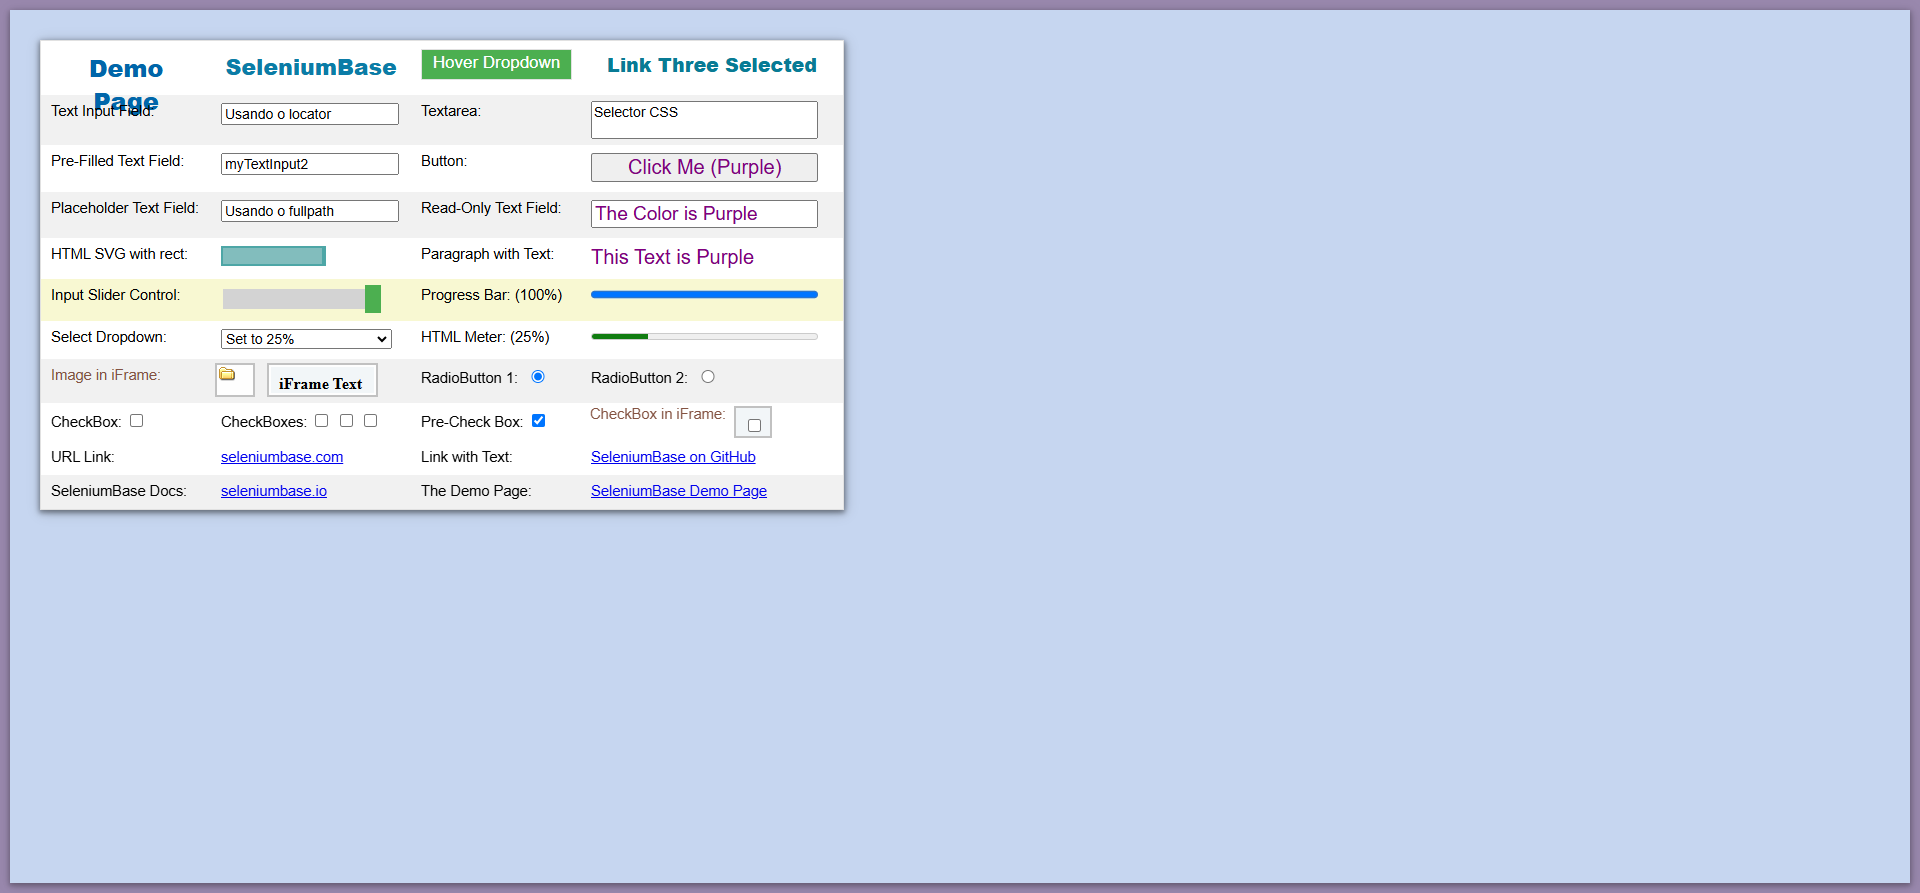 Demo Page
SeleniumBase
Hover Dropdown
Link Three Selected
Text Input Field:
Usando o locator
Textarea:
Selector CSS
Pre-Filled Text Field:
myTextInput2
Button:
Click Me (Purple)
Placeholder Text Field:
Usando o fullpath
Read-Only Text Field:
The Color is Purple
HTML SVG with rect:
Paragraph with Text:
This Text is Purple
Input Slider Control:
Progress Bar: (100%)
Select Dropdown:
Set to 25%
HTML Meter: (25%)
Image in iFrame:
iFrame Text
RadioButton 1:
RadioButton 2:
CheckBox:
CheckBoxes:
Pre-Check Box:
CheckBox in iFrame:
URL Link:
seleniumbase.com
Link with Text:
SeleniumBase on GitHub
SeleniumBase Docs:
seleniumbase.io
The Demo Page:
SeleniumBase Demo Page